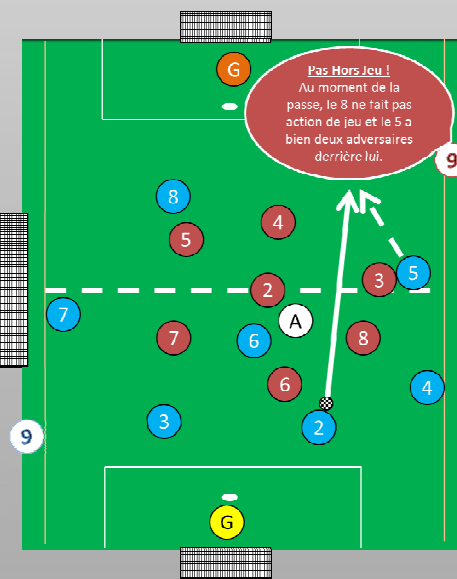 G
Pas Hors Jeu !
Au moment de la
passe, le 8 ne fait pas
action de jeu et le 5 a
bien deux adversaires
derrière lui.
9
8
4
5
5
3
2
7
A
7
6
8
6
4
3
2
9
G